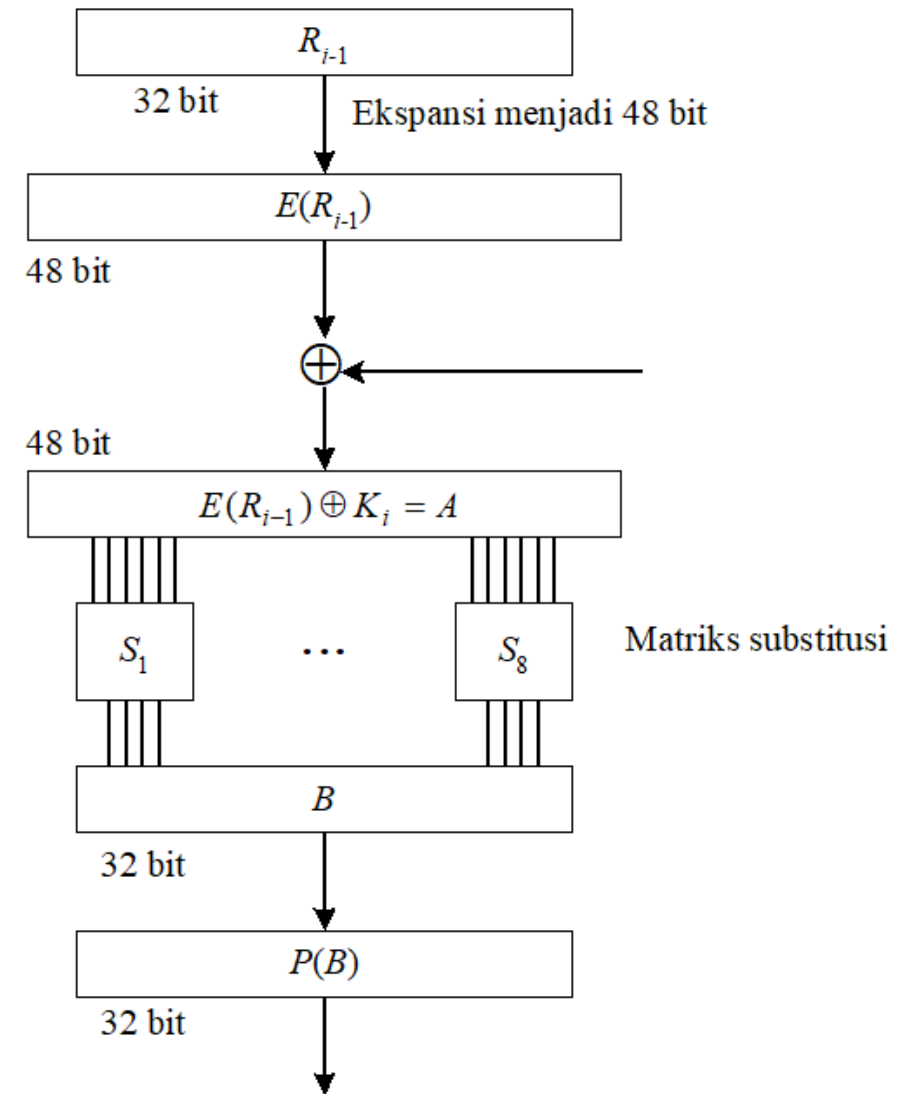 R_{i-1}
32 bit
Ekspansi menjadi 48 bit
E(R_{i-1})
48 bit
⊕
48 bit
E(R_{i-1}) ⊕ K_i = A
S_1 ... S_8 Matriks substitusi
B
32 bit
P(B)
32 bit